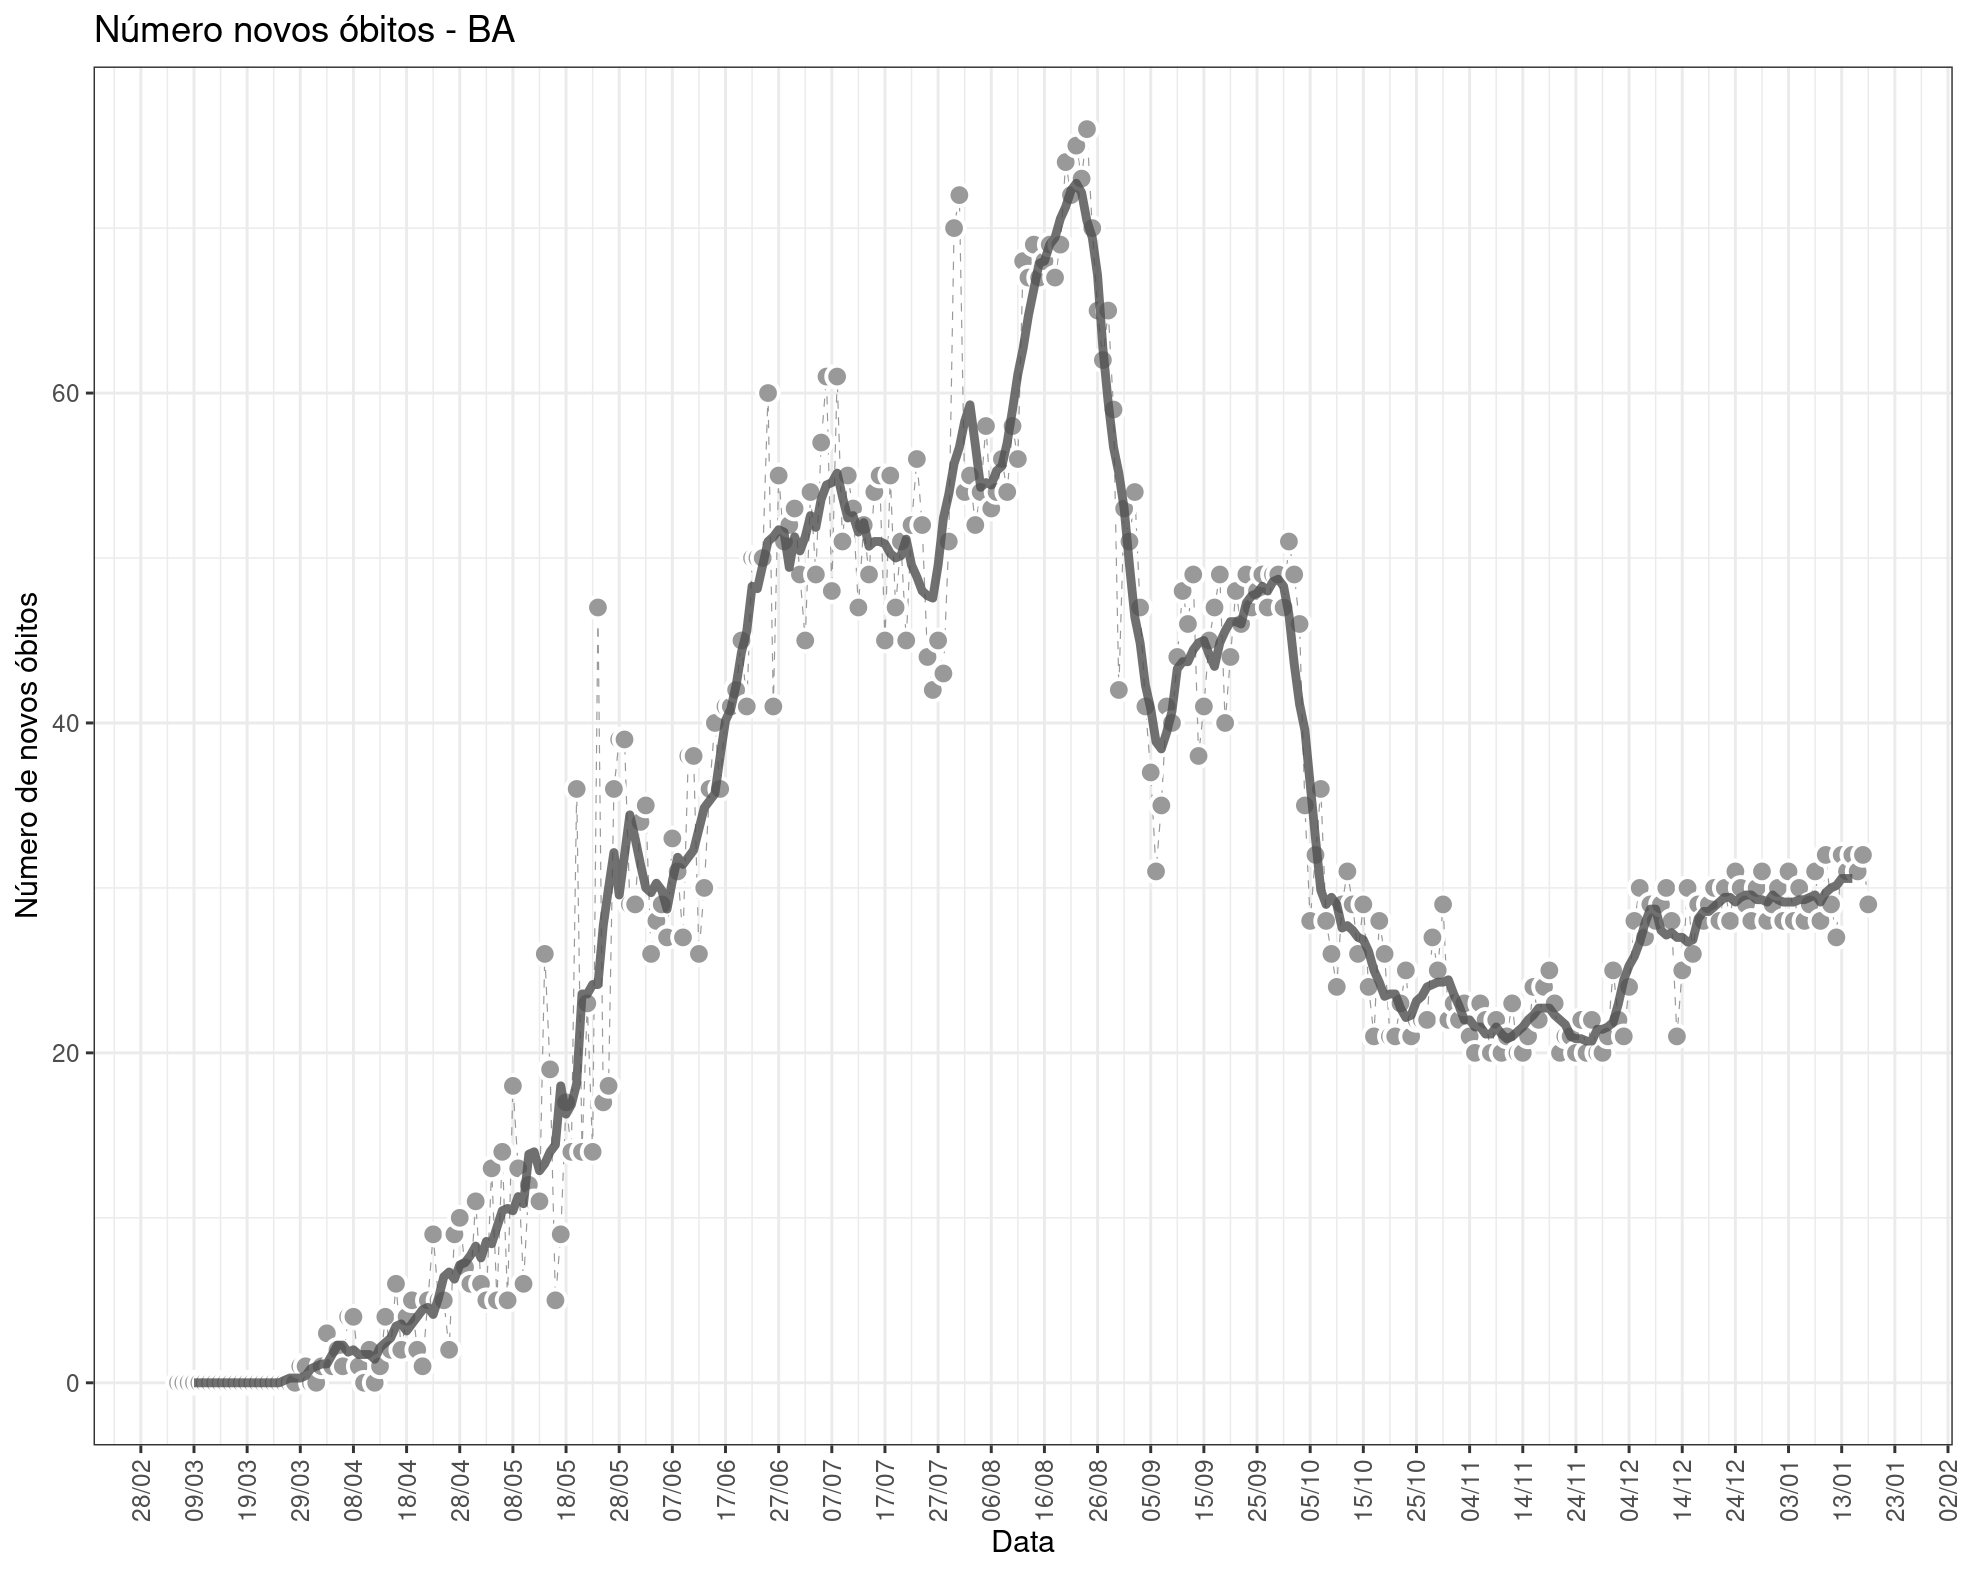 Número novos óbitos - BA
Número de novos óbitos
60
40
20
0
28/02 09/03 19/03 29/03 08/04 18/04 28/04 08/05 18/05 28/05 07/06 17/06 27/06 07/07 17/07 27/07 06/08 16/08 26/08 05/09 15/09 25/09 05/10 15/10 25/10 04/11 14/11 24/11 04/12 14/12 24/12 03/01 13/01 23/01 02/02
Data